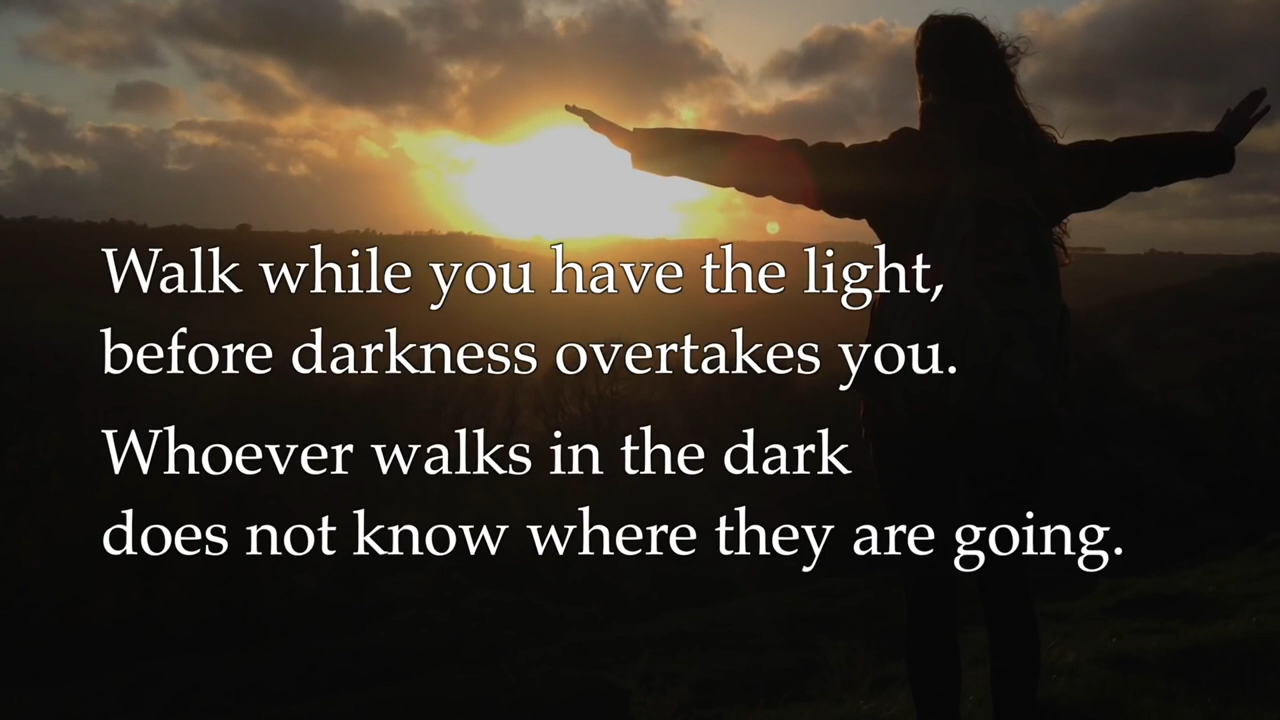 Walk while you have the light,
before darkness overtakes you.
Whoever walks in the dark
does not know where they are going.